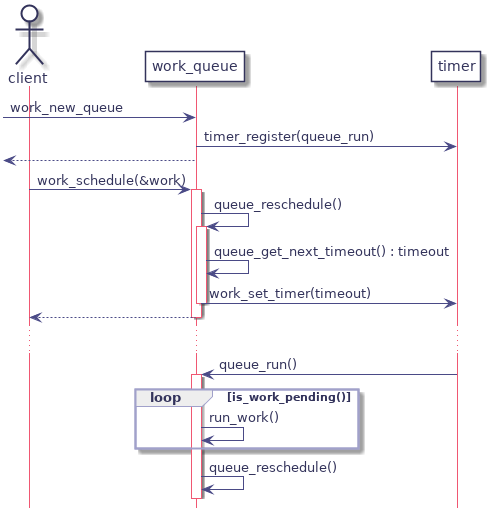 client
work_queue
timer
work_new_queue
timer_register(queue_run)
work_schedule(&work)
queue_reschedule()
queue_get_next_timeout() : timeout
work_set_timer(timeout)
queue_run()
loop
[is_work_pending()]
run_work()
queue_reschedule()